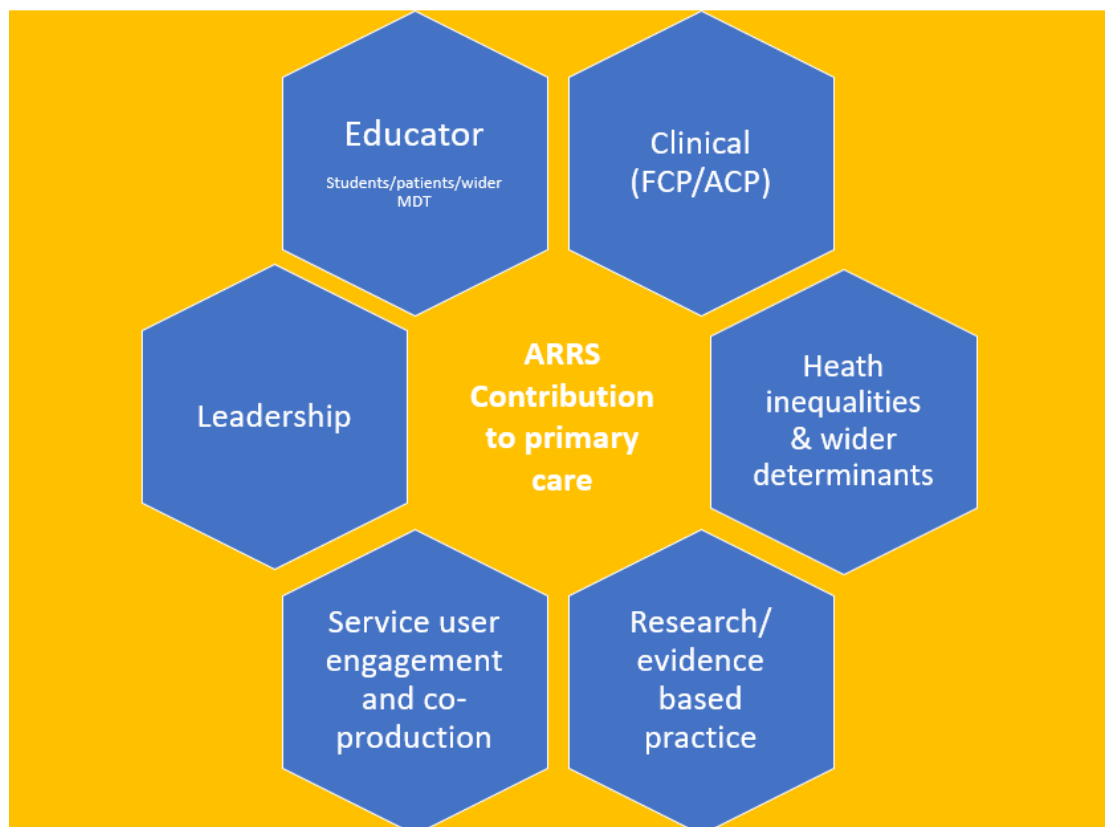 Educator
Students/patients/wider
MDT
Clinical
(FCP/ACP)
Leadership
ARRS
Contribution
to primary
care
Heath
inequalities
& wider
determinants
Service user
engagement
and co-
production
Research/
evidence
based
practice